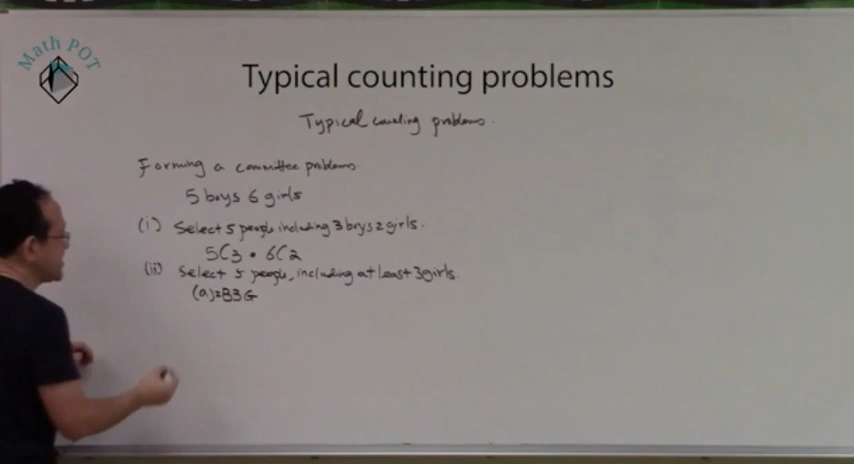 Math POT
Typical counting problems
Typical counting problems.
Forming a committee problems
5 boys 6 girls
(i) Select 5 people including 3 boys 2 girls.
5C3 • 6C2
(ii) Select 5 people, including at least 3 girls.
(a) 2B3G